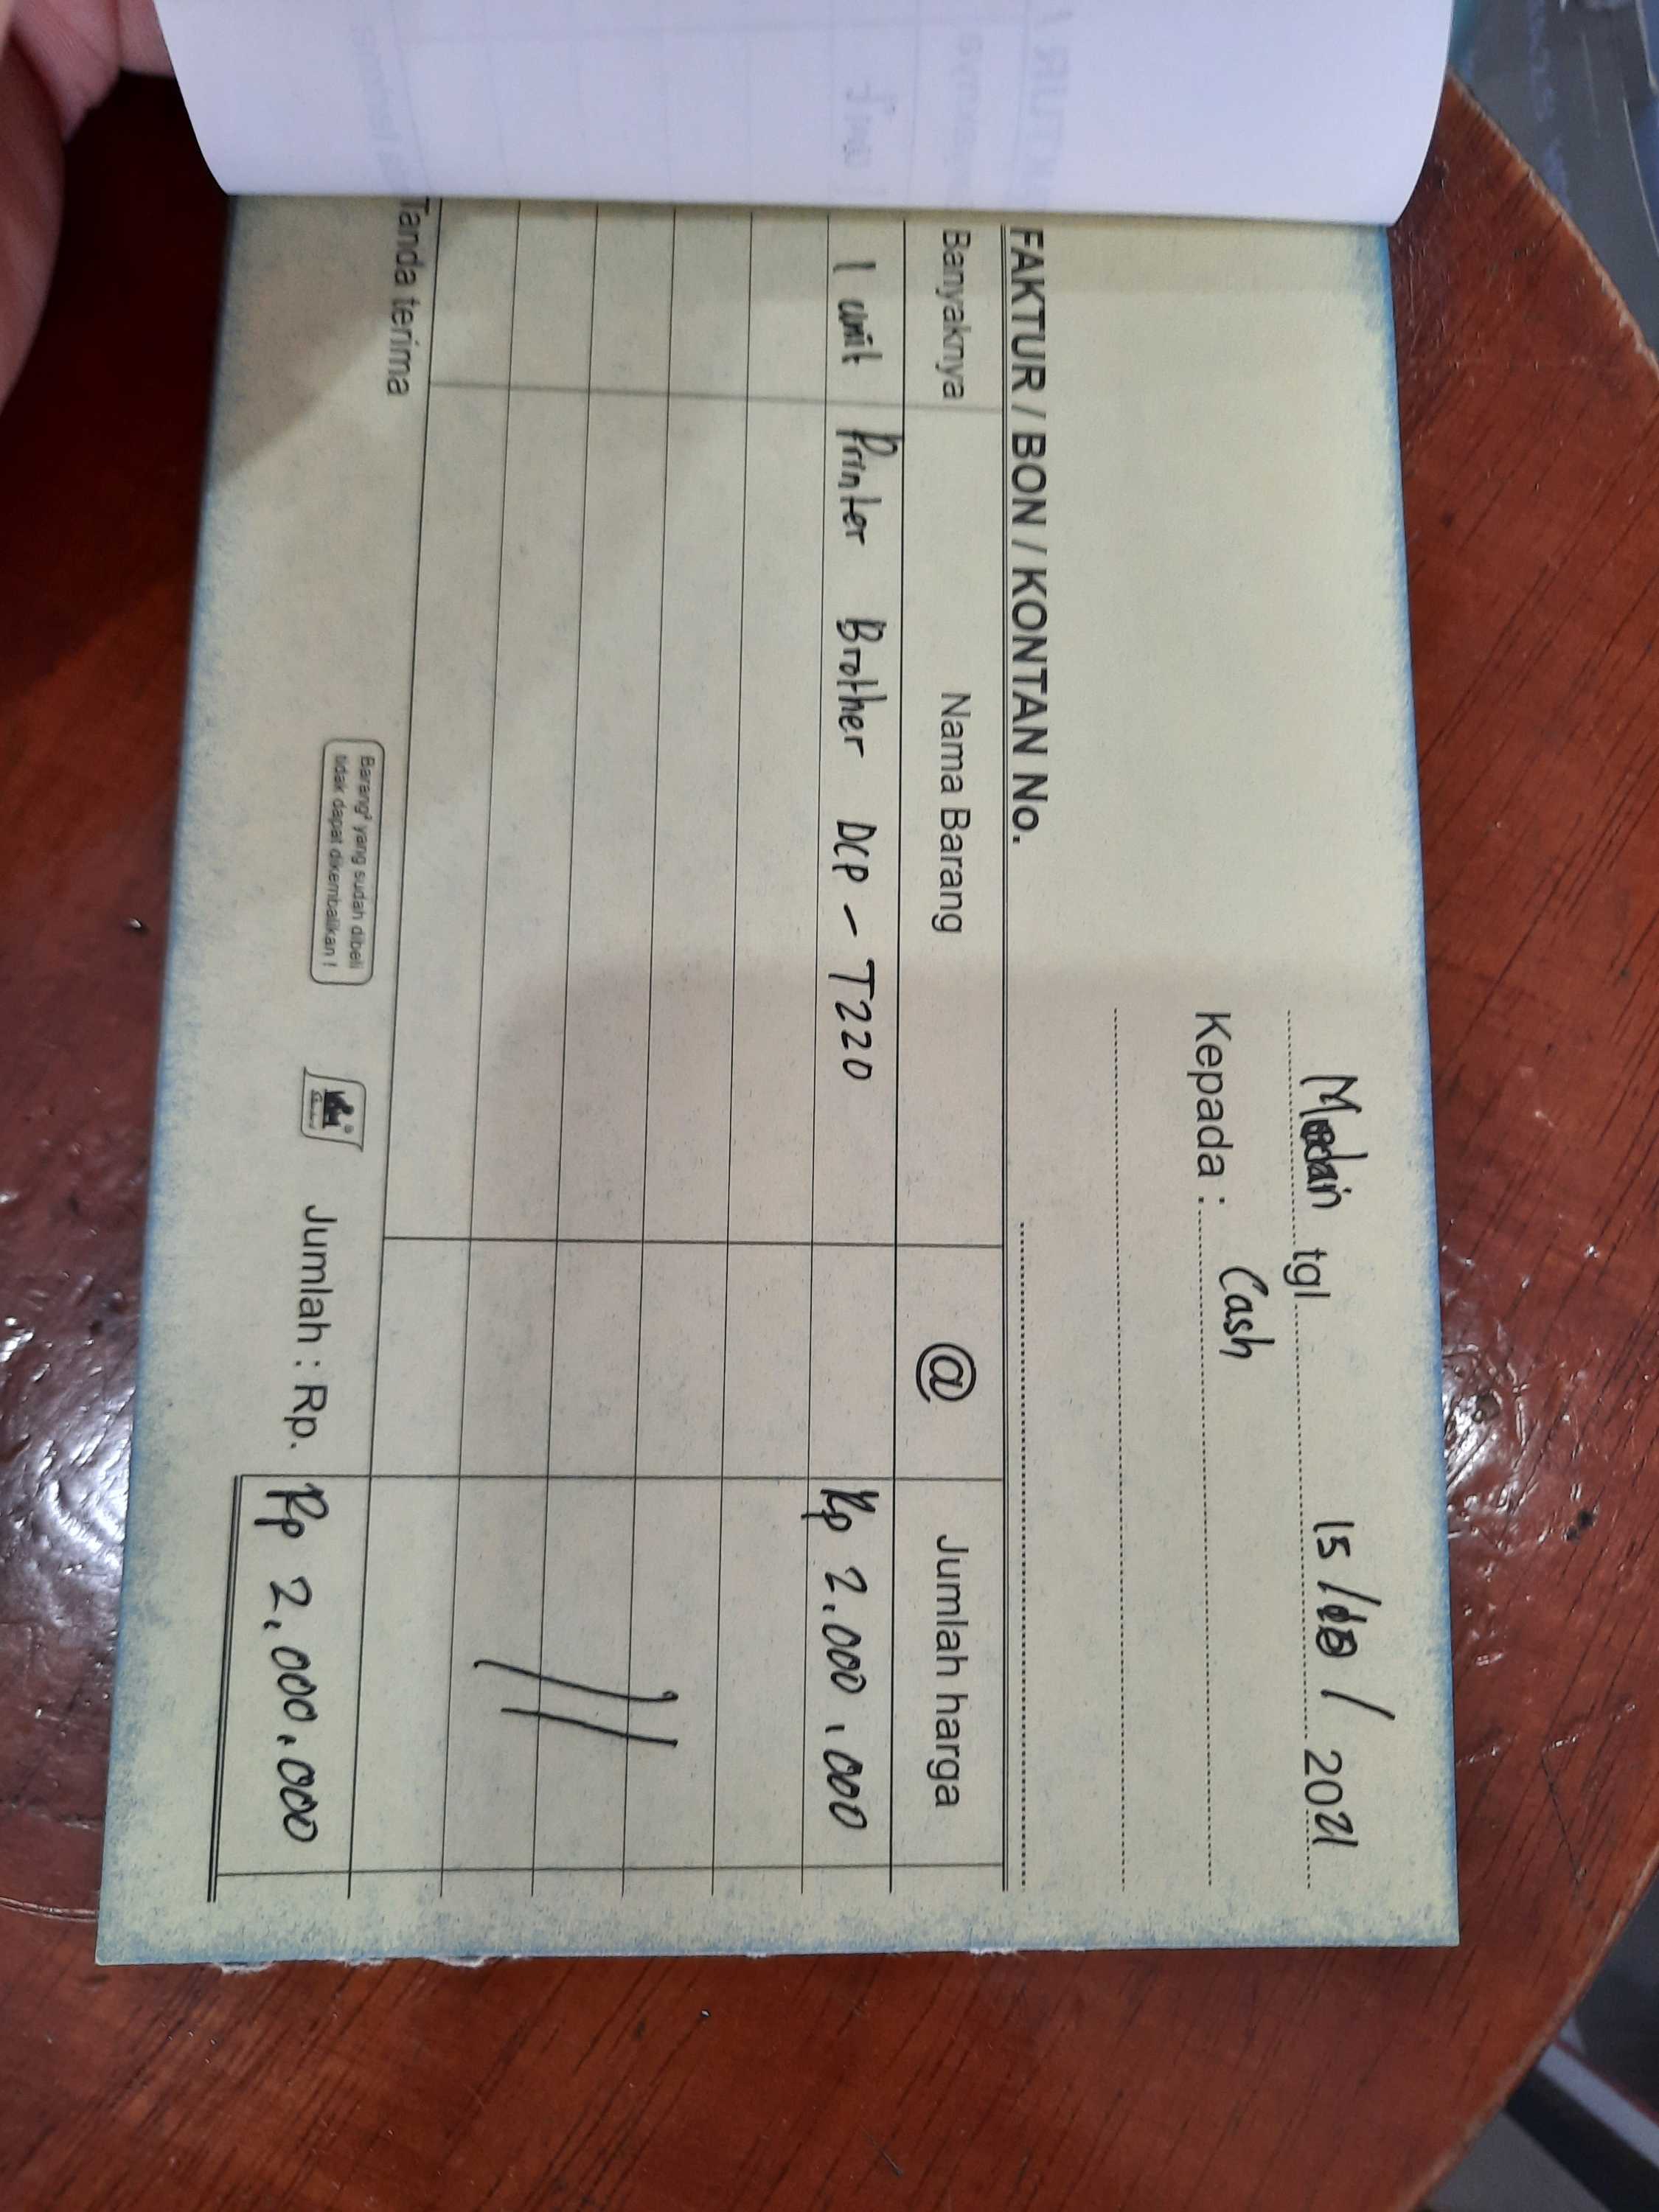 Medan tgl. 15 / / 2021
Kepada : Cash
FAKTUR / BON / KONTAN No.
Banyaknya Nama Barang @ Jumlah harga
1 unit Printer Brother DCP - T220 Rp 2.000.000
Tanda terima
Barang² yang sudah dibeli
tidak dapat dikembalikan !
Jumlah : Rp. Rp 2.000.000